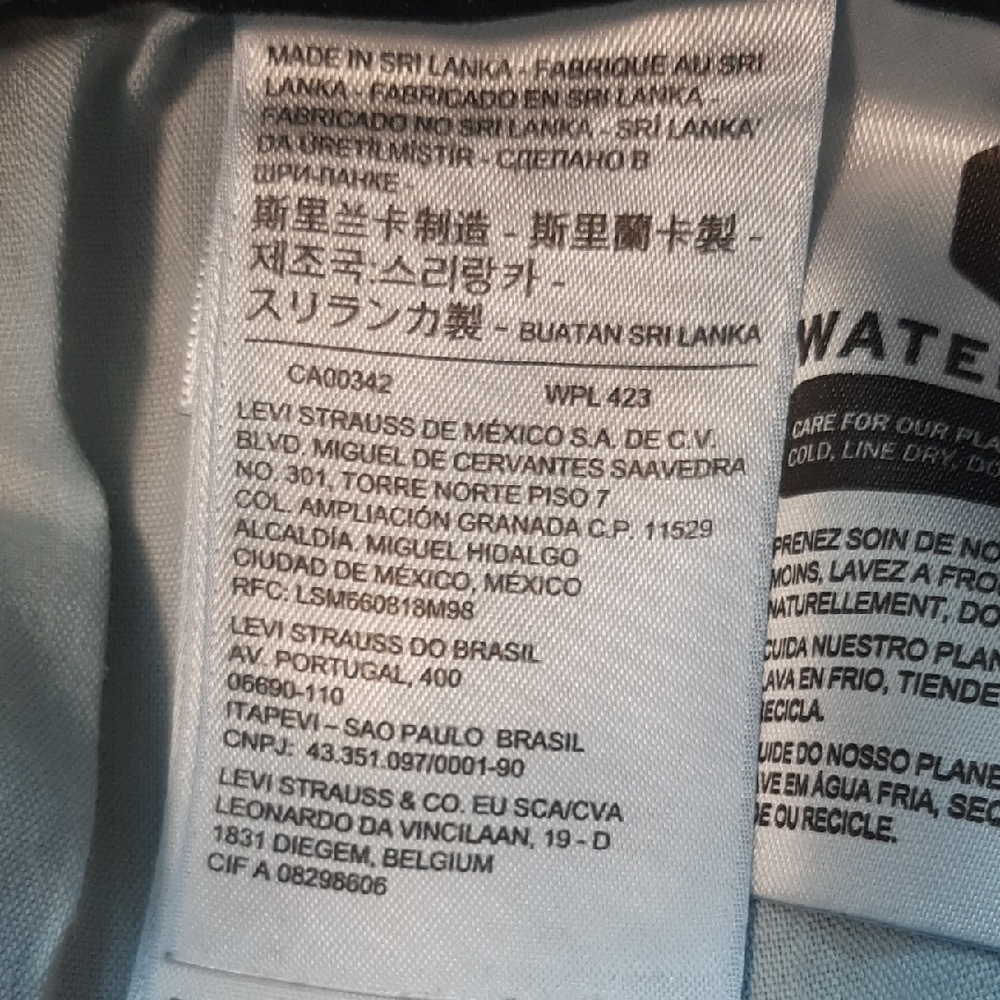 MADE IN SRI LANKA - FABRIQUE AU SRI
LANKA - FABRICADO EN SRI LANKA -
FABRICADO NO SRI LANKA - SRİ LANKA'
DA ÜRETİLMİŞTİR - СДЕЛАНО В
ШРИ-ЛАНКЕ -
斯里兰卡制造 - 斯里蘭卡製 -
제조국:스리랑카 -
スリランカ製 - BUATAN SRI LANKA
CA00342 WPL 423
LEVI STRAUSS DE MÉXICO S.A. DE C.V.
BLVD. MIGUEL DE CERVANTES SAAVEDRA
NO. 301, TORRE NORTE PISO 7
COL. AMPLIACIÓN GRANADA C.P. 11529
ALCALDÍA. MIGUEL HIDALGO
CIUDAD DE MÉXICO, MÉXICO
RFC: LSM660818M98
LEVI STRAUSS DO BRASIL
AV. PORTUGAL, 400
06690-110
ITAPEVI – SAO PAULO BRASIL
CNPJ: 43.351.097/0001-90
LEVI STRAUSS & CO. EU SCA/CVA
LEONARDO DA VINCILAAN, 19 - D
1831 DIEGEM, BELGIUM
CIF A 08298606
WATE
CARE FOR OUR PLA
COLD, LINE DRY, DO
PRENEZ SOIN DE NO
MOINS, LAVEZ A FRO
NATURELLEMENT, DO
CUIDA NUESTRO PLAN
LAVA EN FRIO, TIENDE
RECICLA.
UIDE DO NOSSO PLANE
VE EM ÁGUA FRIA, SEC
E OU RECICLE.